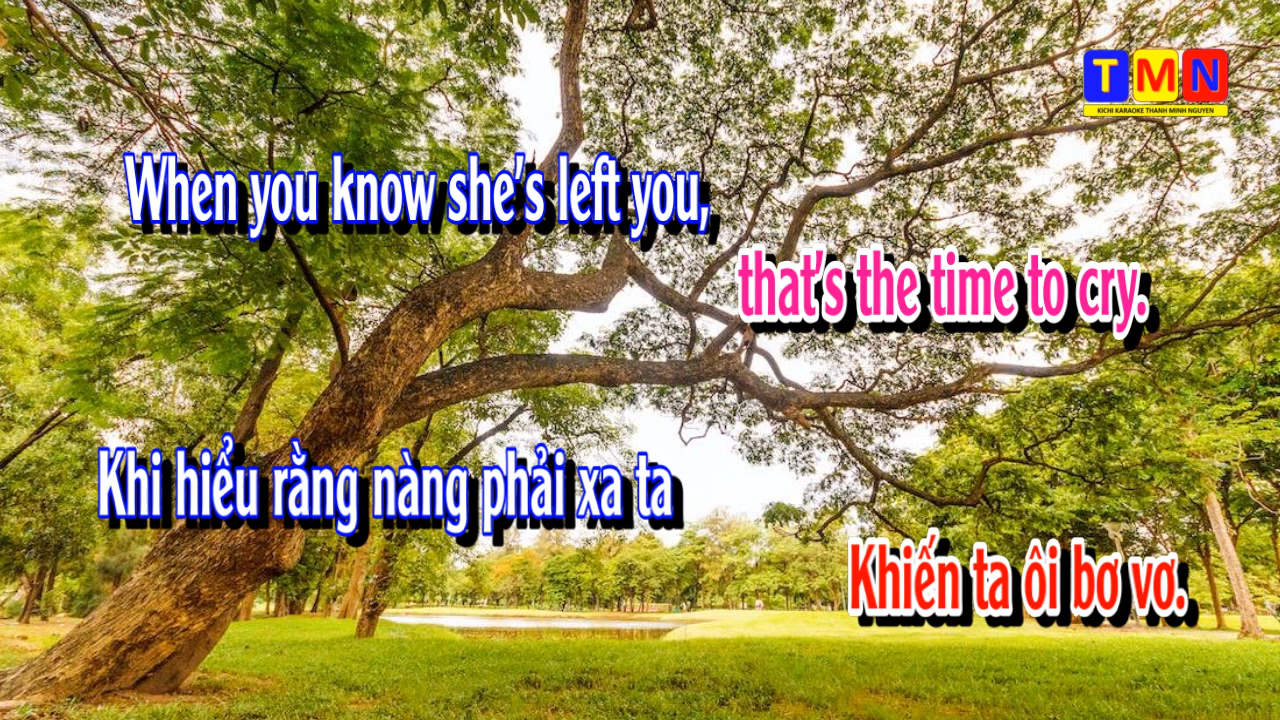 TMN
KICHI KARAOKE THANH MINH NGUYEN
When you know she's left you,
that's the time to cry.
Khi hiểu rằng nàng phải xa ta
Khiến ta ôi bơ vơ.